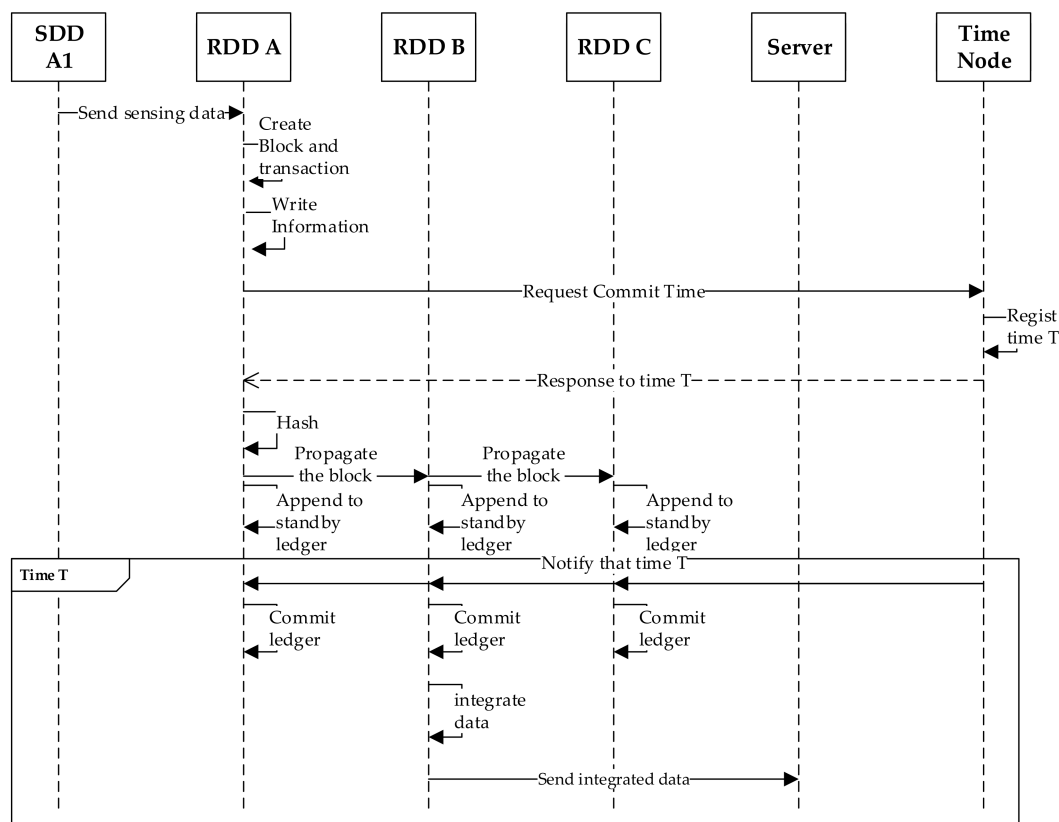 SDD
A1
RDD A
RDD B
RDD C
Server
Time
Node
Send sensing data
Create
Block and
transaction
Write
Information
Request Commit Time
Regist
time T
Response to time T
Hash
Propagate
the block
Propagate
the block
Append to
standby
ledger
Append to
standby
ledger
Append to
standby
ledger
Time T
Notify that time T
Commit
ledger
Commit
ledger
Commit
ledger
integrate
data
Send integrated data